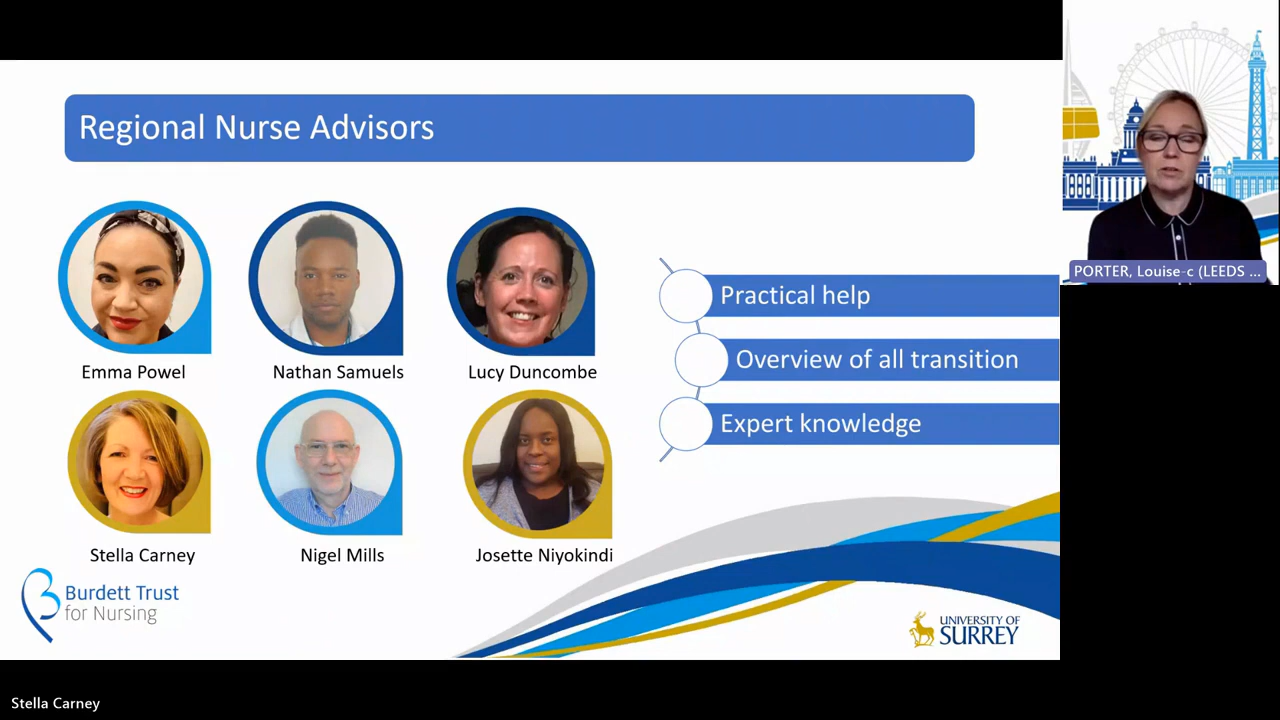 Regional Nurse Advisors
Emma Powel
Nathan Samuels
Lucy Duncombe
Stella Carney
Nigel Mills
Josette Niyokindi
Practical help
Overview of all transition
Expert knowledge
Burdett Trust
for Nursing
UNIVERSITY OF
SURREY
PORTER, Louise-c (LEEDS ...
Stella Carney